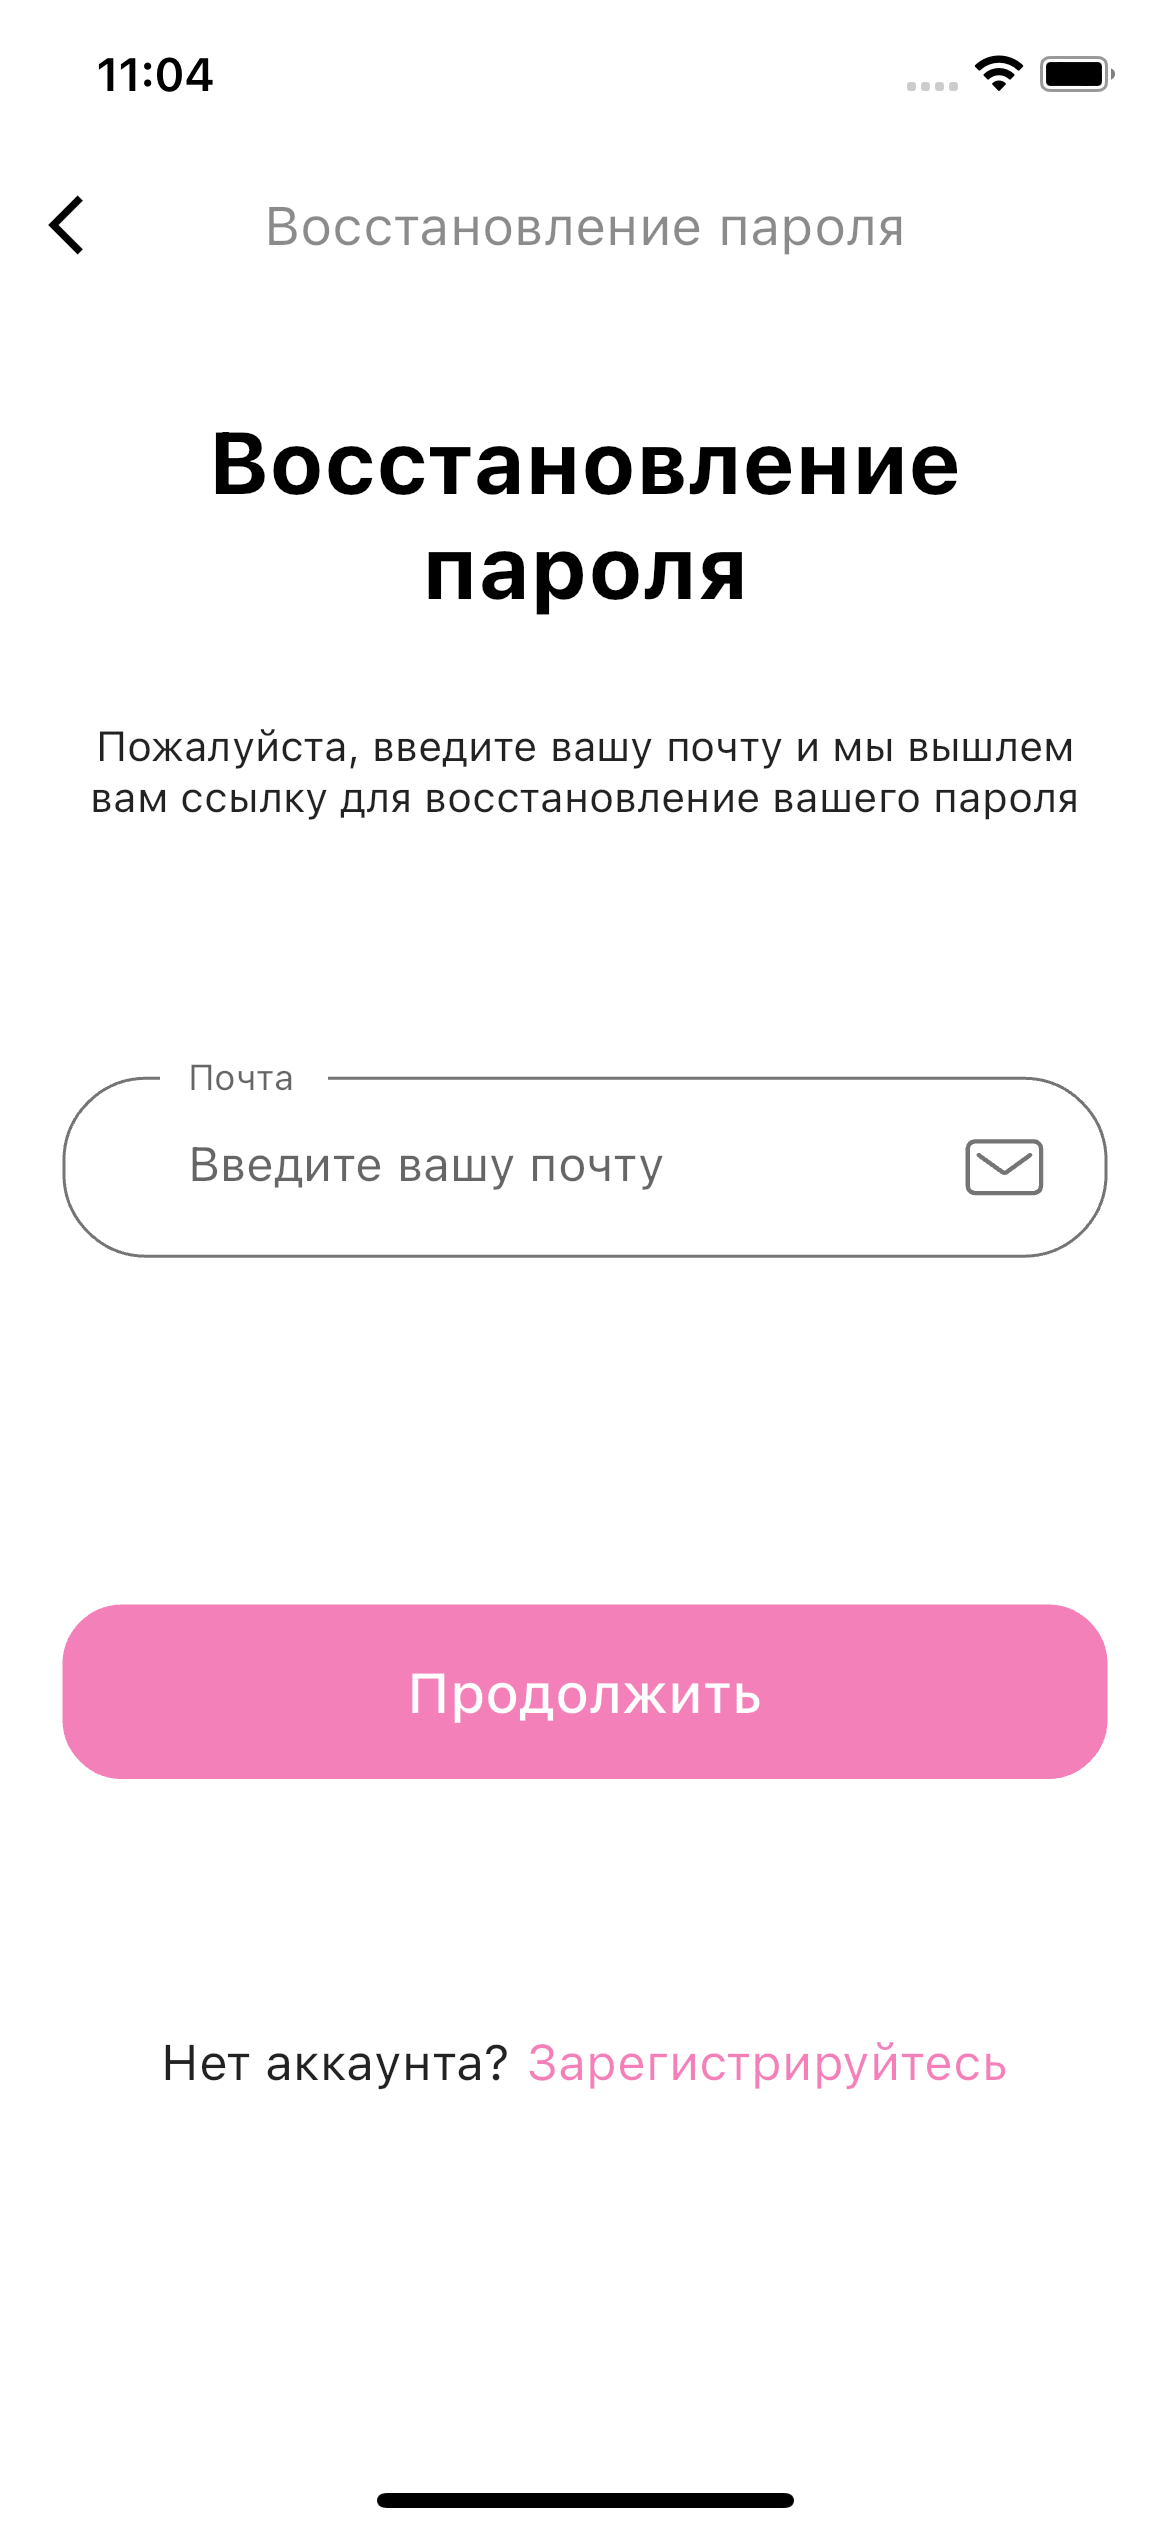 11:04
Восстановление пароля
Восстановление
пароля
Пожалуйста, введите вашу почту и мы вышлем
вам ссылку для восстановление вашего пароля
Почта
Введите вашу почту
Продолжить
Нет аккаунта? Зарегистрируйтесь